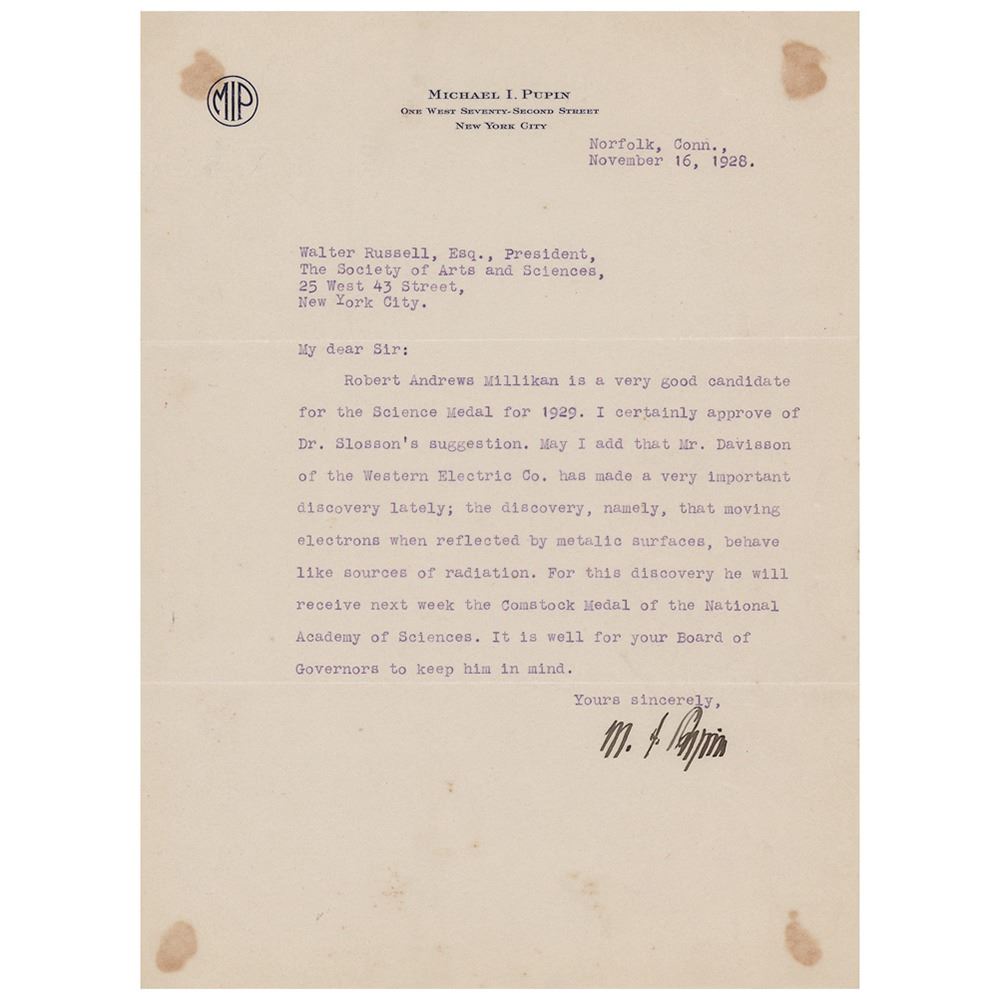 MIP
MICHAEL I. PUPIN
ONE WEST SEVENTY-SECOND STREET
NEW YORK CITY
Norfolk, Conn.,
November 16, 1928.
Walter Russell, Esq., President,
The Society of Arts and Sciences,
25 West 43 Street,
New York City.
My dear Sir:
Robert Andrews Millikan is a very good candidate
for the Science Medal for 1929. I certainly approve of
Dr. Slosson's suggestion. May I add that Mr. Davisson
of the Western Electric Co. has made a very important
discovery lately; the discovery, namely, that moving
electrons when reflected by metalic surfaces, behave
like sources of radiation. For this discovery he will
receive next week the Comstock Medal of the National
Academy of Sciences. It is well for your Board of
Governors to keep him in mind.
Yours sincerely,
M. I. Pupin